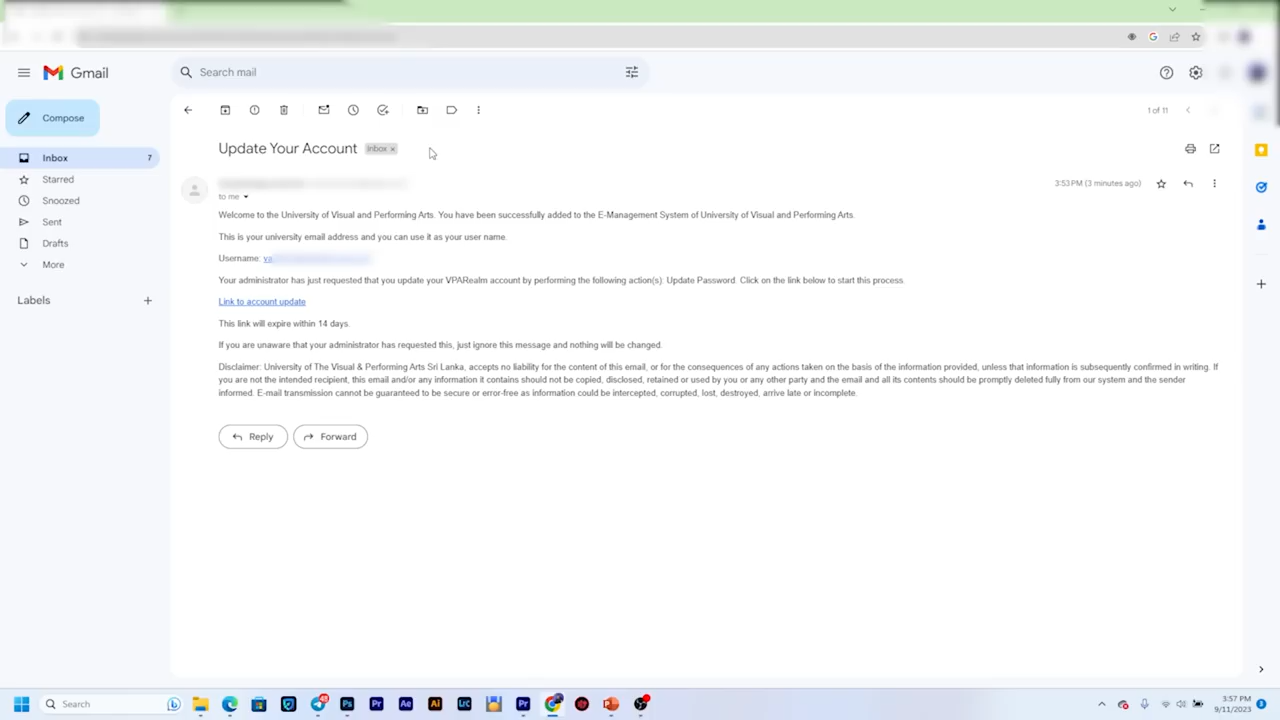 Gmail
Search mail
Compose
1 of 11
Inbox 7
Starred
Snoozed
Sent
Drafts
More
Labels
Update Your Account Inbox x
3:53 PM (3 minutes ago)
to me
Welcome to the University of Visual and Performing Arts. You have been successfully added to the E-Management System of University of Visual and Performing Arts.
This is your university email address and you can use it as your user name.
Username: va
Your administrator has just requested that you update your VPARealm account by performing the following action(s): Update Password. Click on the link below to start this process.
Link to account update
This link will expire within 14 days.
If you are unaware that your administrator has requested this, just ignore this message and nothing will be changed.
Disclaimer: University of The Visual & Performing Arts Sri Lanka, accepts no liability for the content of this email, or for the consequences of any actions taken on the basis of the information provided, unless that information is subsequently confirmed in writing. If
you are not the intended recipient, this email and/or any information it contains should not be copied, disclosed, retained or used by you or any other party and the email and all its contents should be promptly deleted fully from our system and the sender
informed. E-mail transmission cannot be guaranteed to be secure or error-free as information could be intercepted, corrupted, lost, destroyed, arrive late or incomplete.
Reply
Forward
Search
Ps
Pr
Ae
Ai
LrC
Pr
3:57 PM
9/11/2023